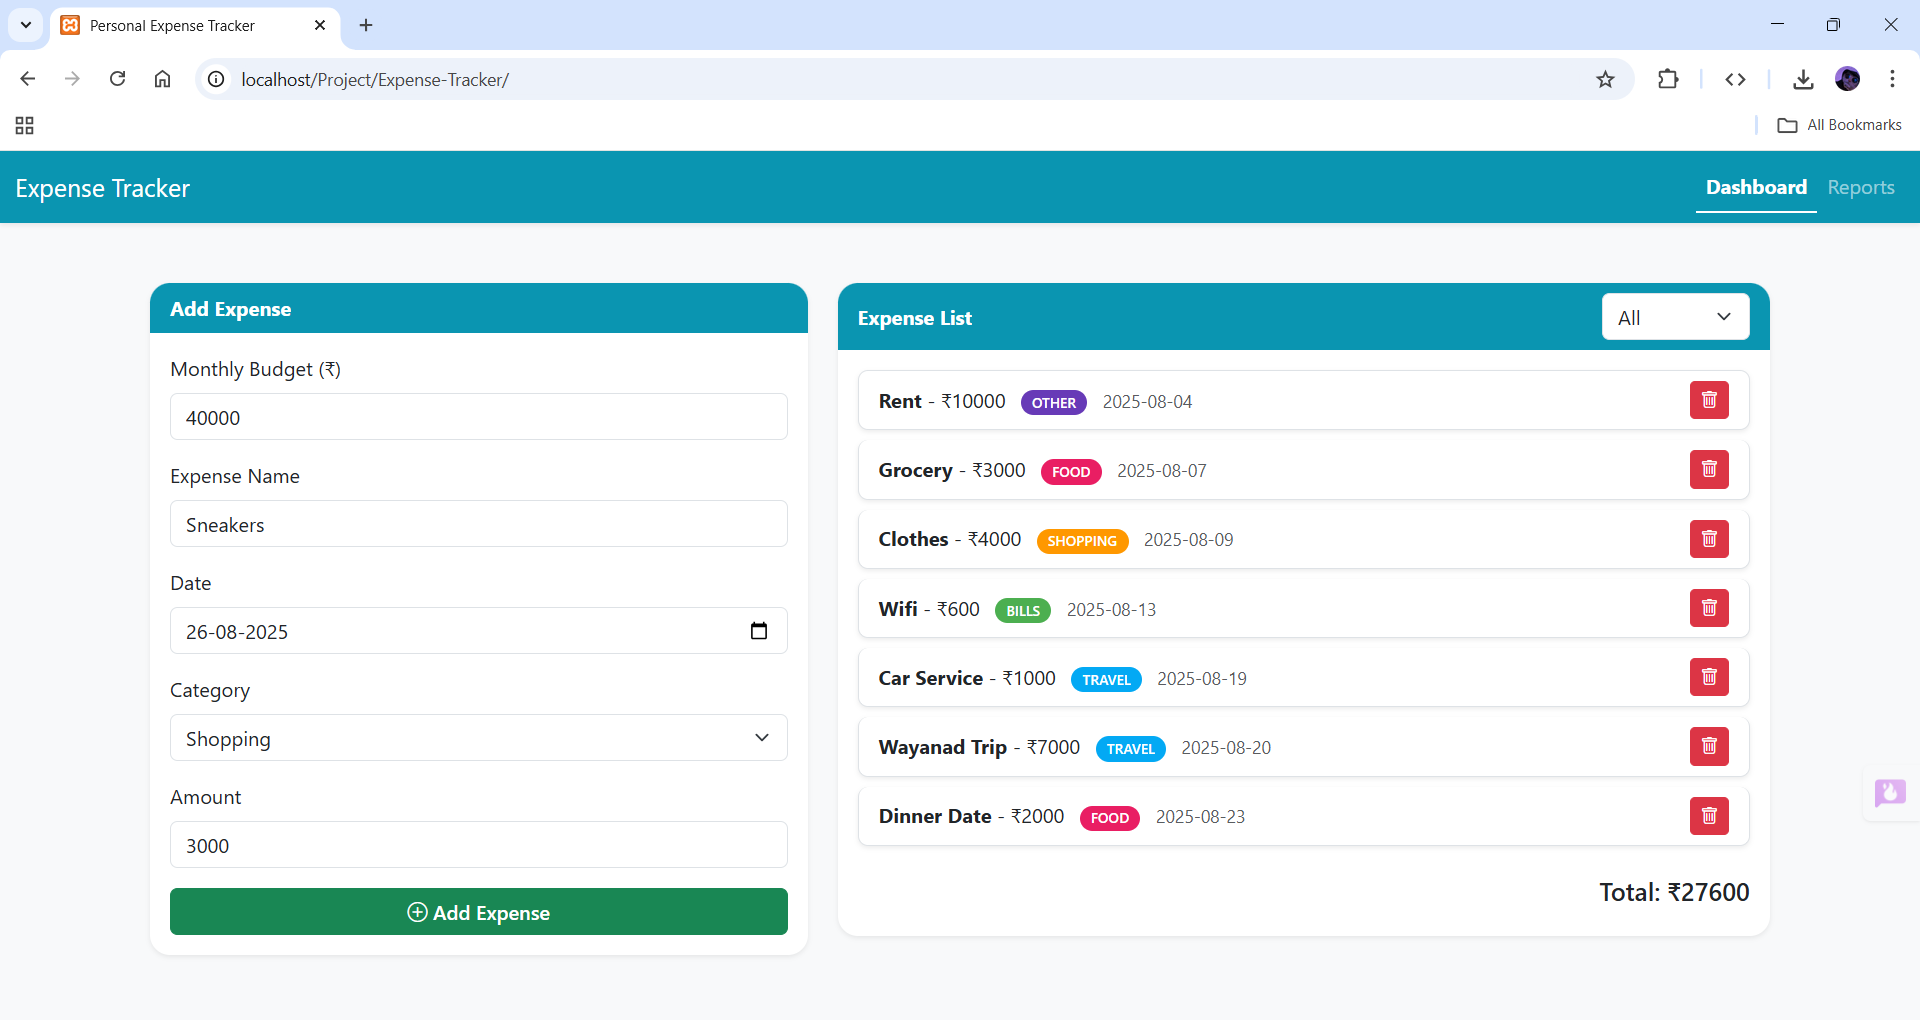 Personal Expense Tracker
localhost/Project/Expense-Tracker/
All Bookmarks
Expense Tracker
Dashboard
Reports
Add Expense
Monthly Budget (₹)
40000
Expense Name
Sneakers
Date
26-08-2025
Category
Shopping
Amount
3000
Add Expense
Expense List
All
Rent - ₹10000 OTHER 2025-08-04
Grocery - ₹3000 FOOD 2025-08-07
Clothes - ₹4000 SHOPPING 2025-08-09
Wifi - ₹600 BILLS 2025-08-13
Car Service - ₹1000 TRAVEL 2025-08-19
Wayanad Trip - ₹7000 TRAVEL 2025-08-20
Dinner Date - ₹2000 FOOD 2025-08-23
Total: ₹27600